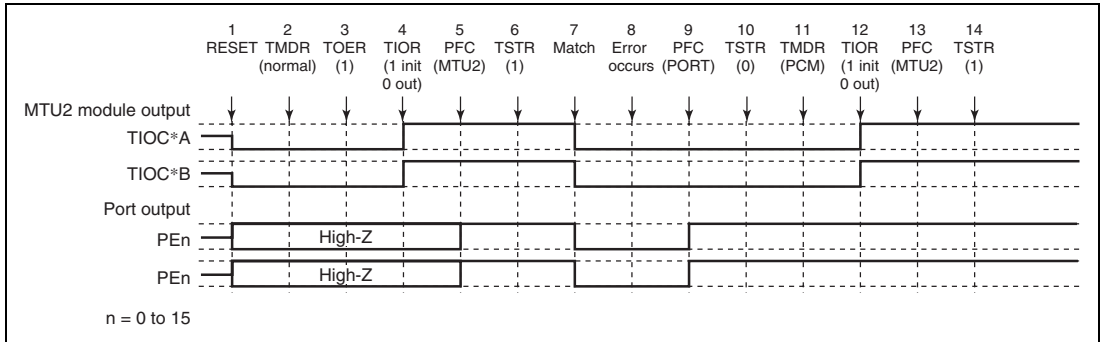 1 2 3 4 5 6 7 8 9 10 11 12 13 14
RESET TMDR TOER TIOR PFC TSTR Match Error PFC TSTR TMDR TIOR PFC TSTR
(normal) (1) (1 init (MTU2) (1) occurs (PORT) (0) (PCM) (1 init (MTU2) (1)
0 out) 0 out)
MTU2 module output
TIOC*A
TIOC*B
Port output
PEn High-Z
PEn High-Z
n = 0 to 15